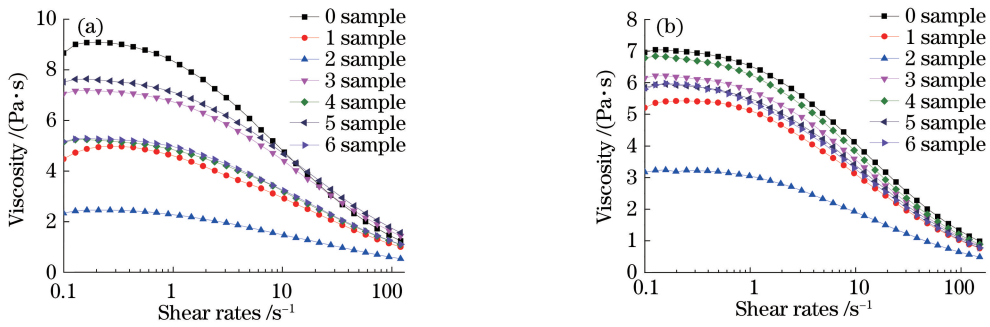 (a)
0 sample
1 sample
2 sample
3 sample
4 sample
5 sample
6 sample
Viscosity /(Pa·s)
10
8
6
4
2
0
0.1
1
10
100
Shear rates /s⁻¹
(b)
0 sample
1 sample
2 sample
3 sample
4 sample
5 sample
6 sample
Viscosity /(Pa·s)
8
7
6
5
4
3
2
1
0
0.1
1
10
100
Shear rates /s⁻¹